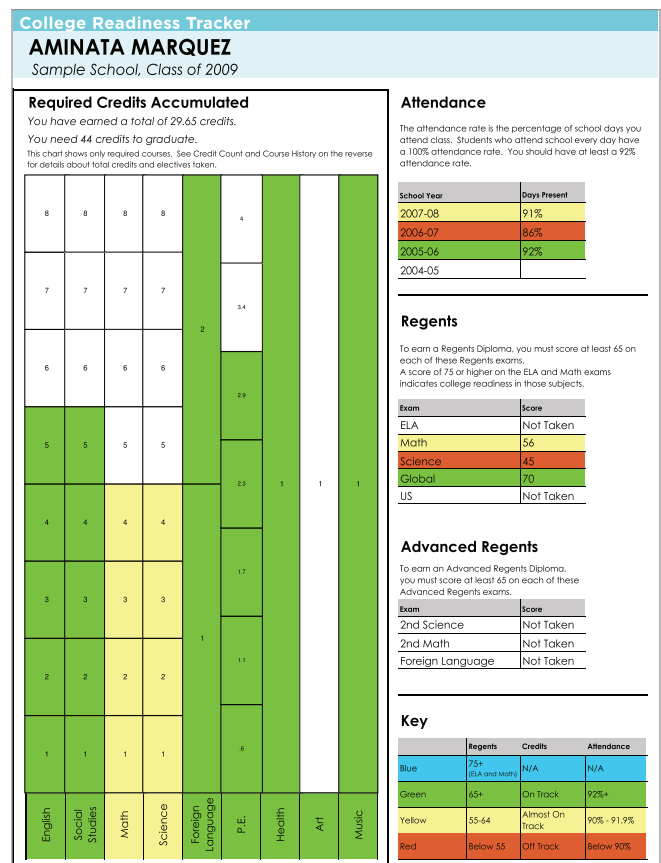 College Readiness Tracker
AMINATA MARQUEZ
Sample School, Class of 2009
Required Credits Accumulated
You have earned a total of 29.65 credits.
You need 44 credits to graduate.
This chart shows only required courses.  See Credit Count and Course History on the reverse
for details about total credits and electives taken.
8 8 8 8 4
7 7 7 7 2 3.4
6 6 6 6
5 5 5 5 2.9
2.3 1 1 1
4 4 4 4
3 3 3 3 1.7
2 2 2 2 1 1.1
1 1 1 1 .6
English
Social
Studies
Math
Science
Foreign
Language
P.E.
Health
Art
Music
Attendance
The attendance rate is the percentage of school days you
attend class.  Students who attend school every day have
a 100% attendance rate.  You should have at least a 92%
attendance rate.
School Year Days Present
2007-08 91%
2006-07 86%
2005-06 92%
2004-05
Regents
To earn a Regents Diploma, you must score at least 65 on
each of these Regents exams.
A score of 75 or higher on the ELA and Math exams
indicates college readiness in those subjects.
Exam Score
ELA Not Taken
Math 56
Science 45
Global 70
US Not Taken
Advanced Regents
To earn an Advanced Regents Diploma,
you must score at least 65 on each of these
Advanced Regents exams.
Exam Score
2nd Science Not Taken
2nd Math Not Taken
Foreign Language Not Taken
Key
Regents Credits Attendance
Blue 75+ (ELA and Math) N/A N/A
Green 65+ On Track 92%+
Yellow 55-64 Almost On Track 90% - 91.9%
Red Below 55 Off Track Below 90%